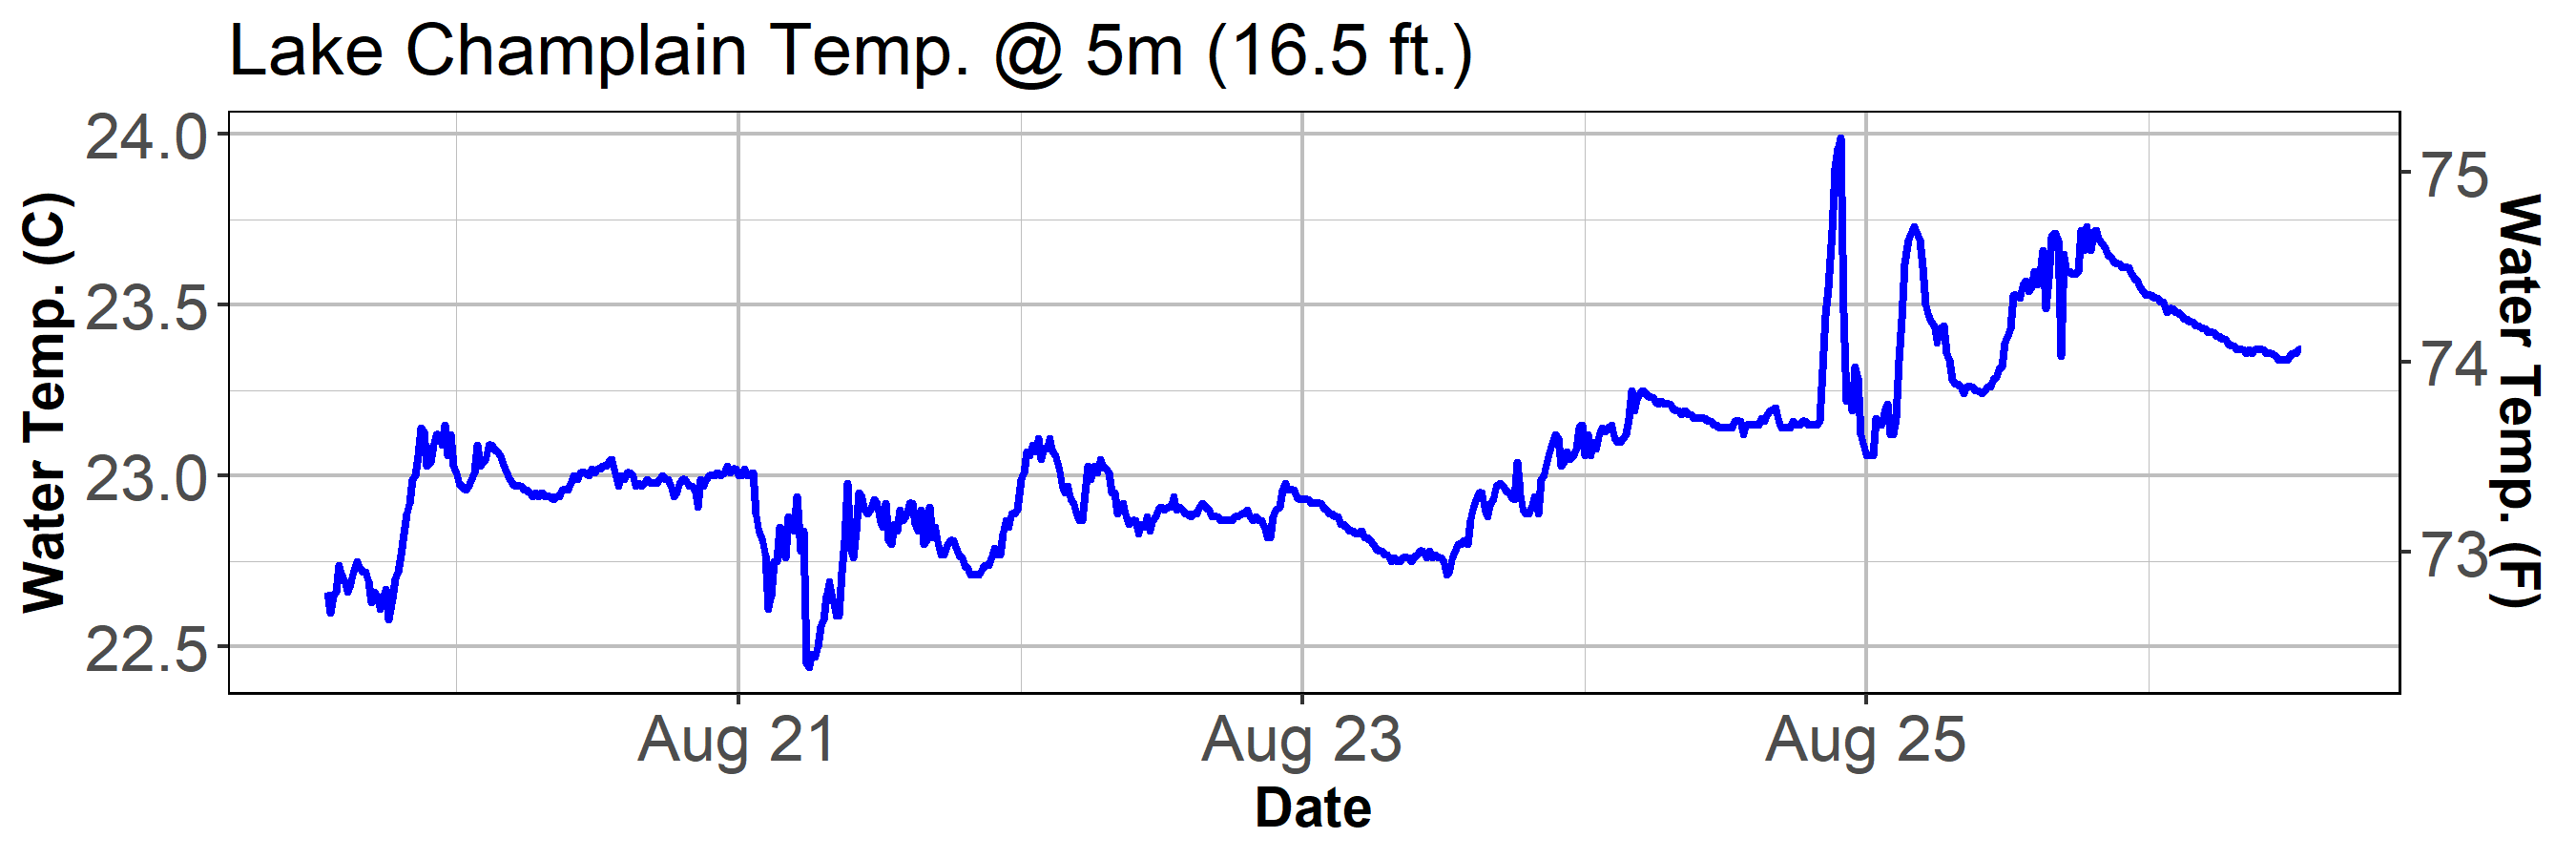 Lake Champlain Temp. @ 5m (16.5 ft.)
Water Temp. (C)
24.0
23.5
23.0
22.5
75
74
73
Water Temp. (F)
Aug 21
Aug 23
Aug 25
Date